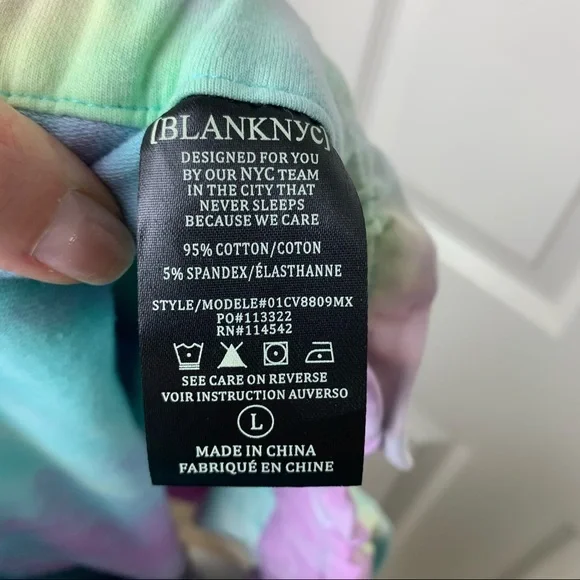 [BLANKNYC]
DESIGNED FOR YOU
BY OUR NYC TEAM
IN THE CITY THAT
NEVER SLEEPS
BECAUSE WE CARE
95% COTTON/COTON
5% SPANDEX/ÉLASTHANNE
STYLE/MODELE#01CV8809MX
PO#113322
RN#114542
SEE CARE ON REVERSE
VOIR INSTRUCTION AUVERSO
L
MADE IN CHINA
FABRIQUÉ EN CHINE